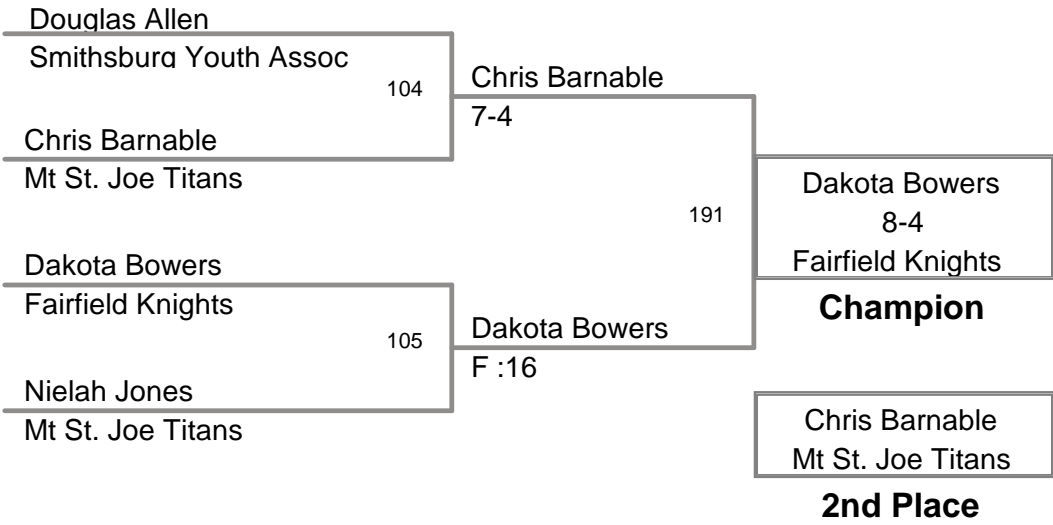 Douglas Allen
Smithsburg Youth Assoc
104
Chris Barnable
Mt St. Joe Titans
Chris Barnable
7-4
Dakota Bowers
Fairfield Knights
105
Nielah Jones
Mt St. Joe Titans
Dakota Bowers
F :16
191
Dakota Bowers
8-4
Fairfield Knights
Champion
Chris Barnable
Mt St. Joe Titans
2nd Place